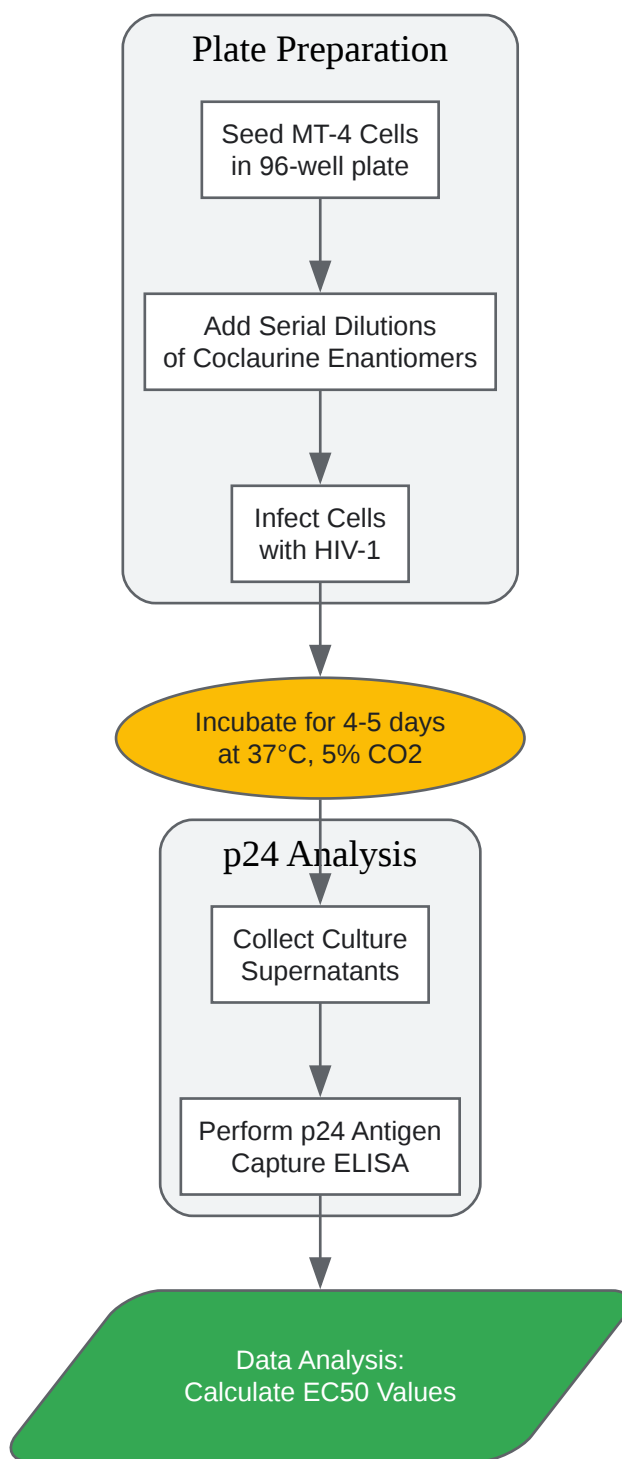 Plate Preparation
Seed MT-4 Cells
in 96-well plate
Add Serial Dilutions
of Coclaurine Enantiomers
Infect Cells
with HIV-1
Incubate for 4-5 days
at 37°C, 5% CO2
p24 Analysis
Collect Culture
Supernatants
Perform p24 Antigen
Capture ELISA
Data Analysis:
Calculate EC50 Values